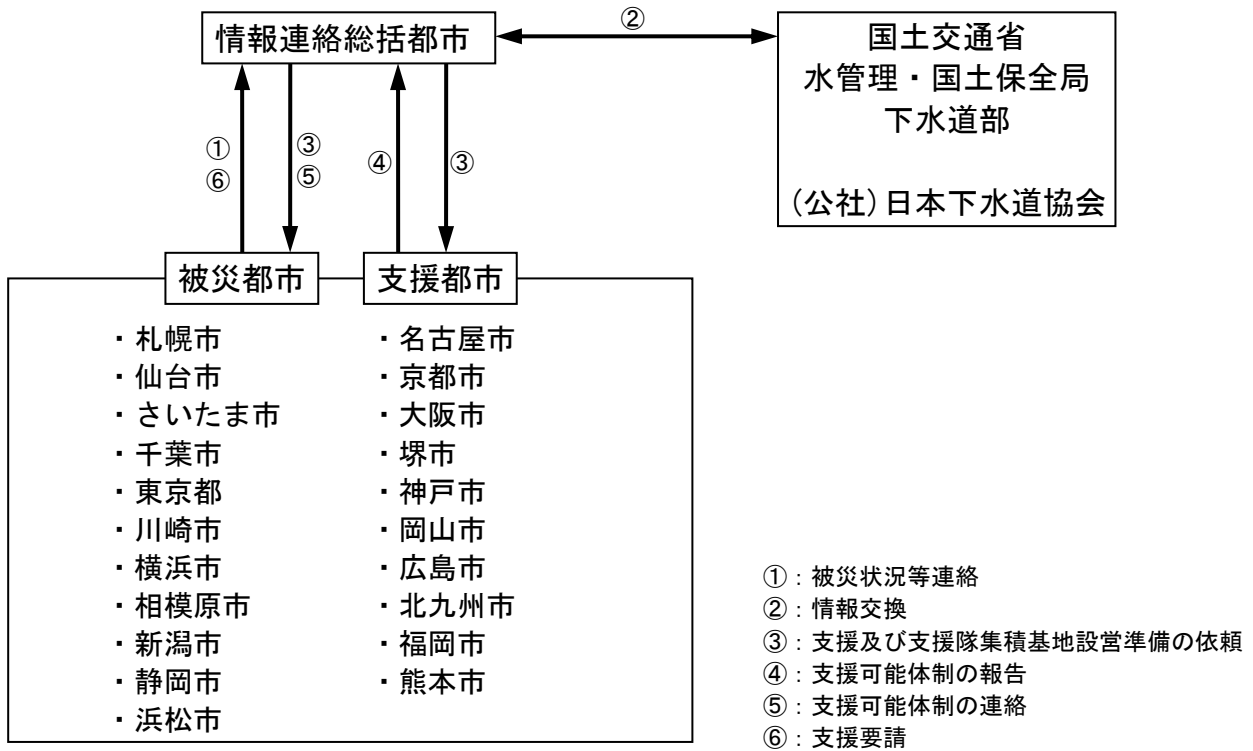 情報連絡総括都市
②
国土交通省
水管理・国土保全局
下水道部
(公社)日本下水道協会
①
⑥
③
⑤
④
③
被災都市
支援都市
・札幌市
・仙台市
・さいたま市
・千葉市
・東京都
・川崎市
・横浜市
・相模原市
・新潟市
・静岡市
・浜松市
・名古屋市
・京都市
・大阪市
・堺市
・神戸市
・岡山市
・広島市
・北九州市
・福岡市
・熊本市
①：被災状況等連絡
②：情報交換
③：支援及び支援隊集積基地設営準備の依頼
④：支援可能体制の報告
⑤：支援可能体制の連絡
⑥：支援要請